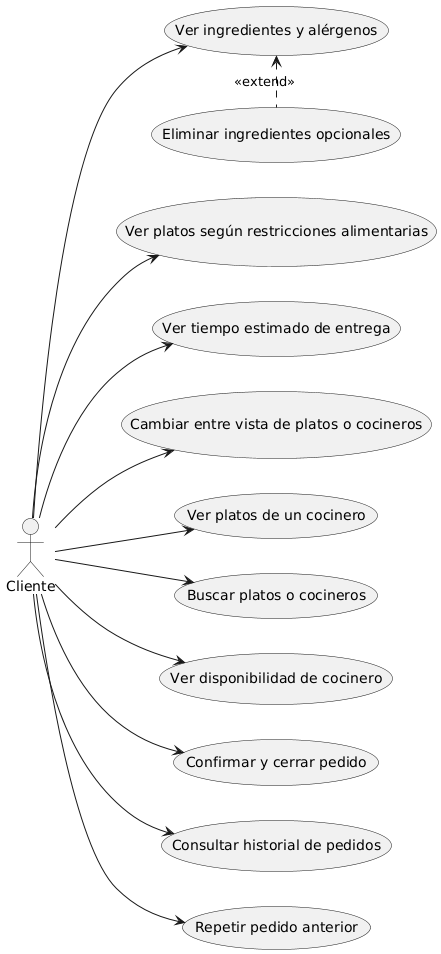 Ver ingredientes y alérgenos
«extend»
Eliminar ingredientes opcionales
Ver platos según restricciones alimentarias
Ver tiempo estimado de entrega
Cambiar entre vista de platos o cocineros
Ver platos de un cocinero
Cliente
Buscar platos o cocineros
Ver disponibilidad de cocinero
Confirmar y cerrar pedido
Consultar historial de pedidos
Repetir pedido anterior